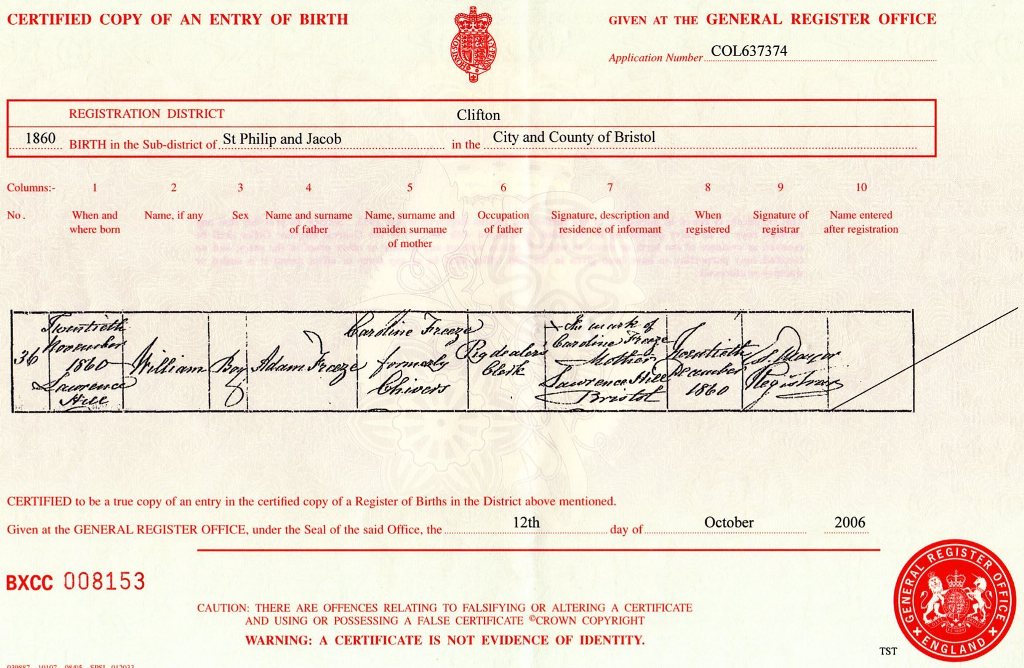 CERTIFIED COPY OF AN ENTRY OF BIRTH
GIVEN AT THE GENERAL REGISTER OFFICE
Application Number COL637374
REGISTRATION DISTRICT Clifton
1860 BIRTH in the Sub-district of St Philip and Jacob in the City and County of Bristol
Columns:- 1 2 3 4 5 6 7 8 9 10
No. When and where born Name, if any Sex Name and surname of father Name, surname and maiden surname of mother Occupation of father Signature, description and residence of informant When registered Signature of registrar Name entered after registration
36
Twentieth
November
1860
Lawrence
Hill
William
Boy
Adam Freeze
Caroline Freeze
formerly
Chivers
Pig dealers
Clerk
X The mark of
Caroline Freeze
Mother
Lawrence Hill
Bristol
Twentieth
December
1860
Registrar
CERTIFIED to be a true copy of an entry in the certified copy of a Register of Births in the District above mentioned.
Given at the GENERAL REGISTER OFFICE, under the Seal of the said Office, the 12th day of October 2006
BXCC 008153
CAUTION: THERE ARE OFFENCES RELATING TO FALSIFYING OR ALTERING A CERTIFICATE
AND USING OR POSSESSING A FALSE CERTIFICATE ©CROWN COPYRIGHT
WARNING: A CERTIFICATE IS NOT EVIDENCE OF IDENTITY.
GENERAL REGISTER OFFICE
ENGLAND
TST